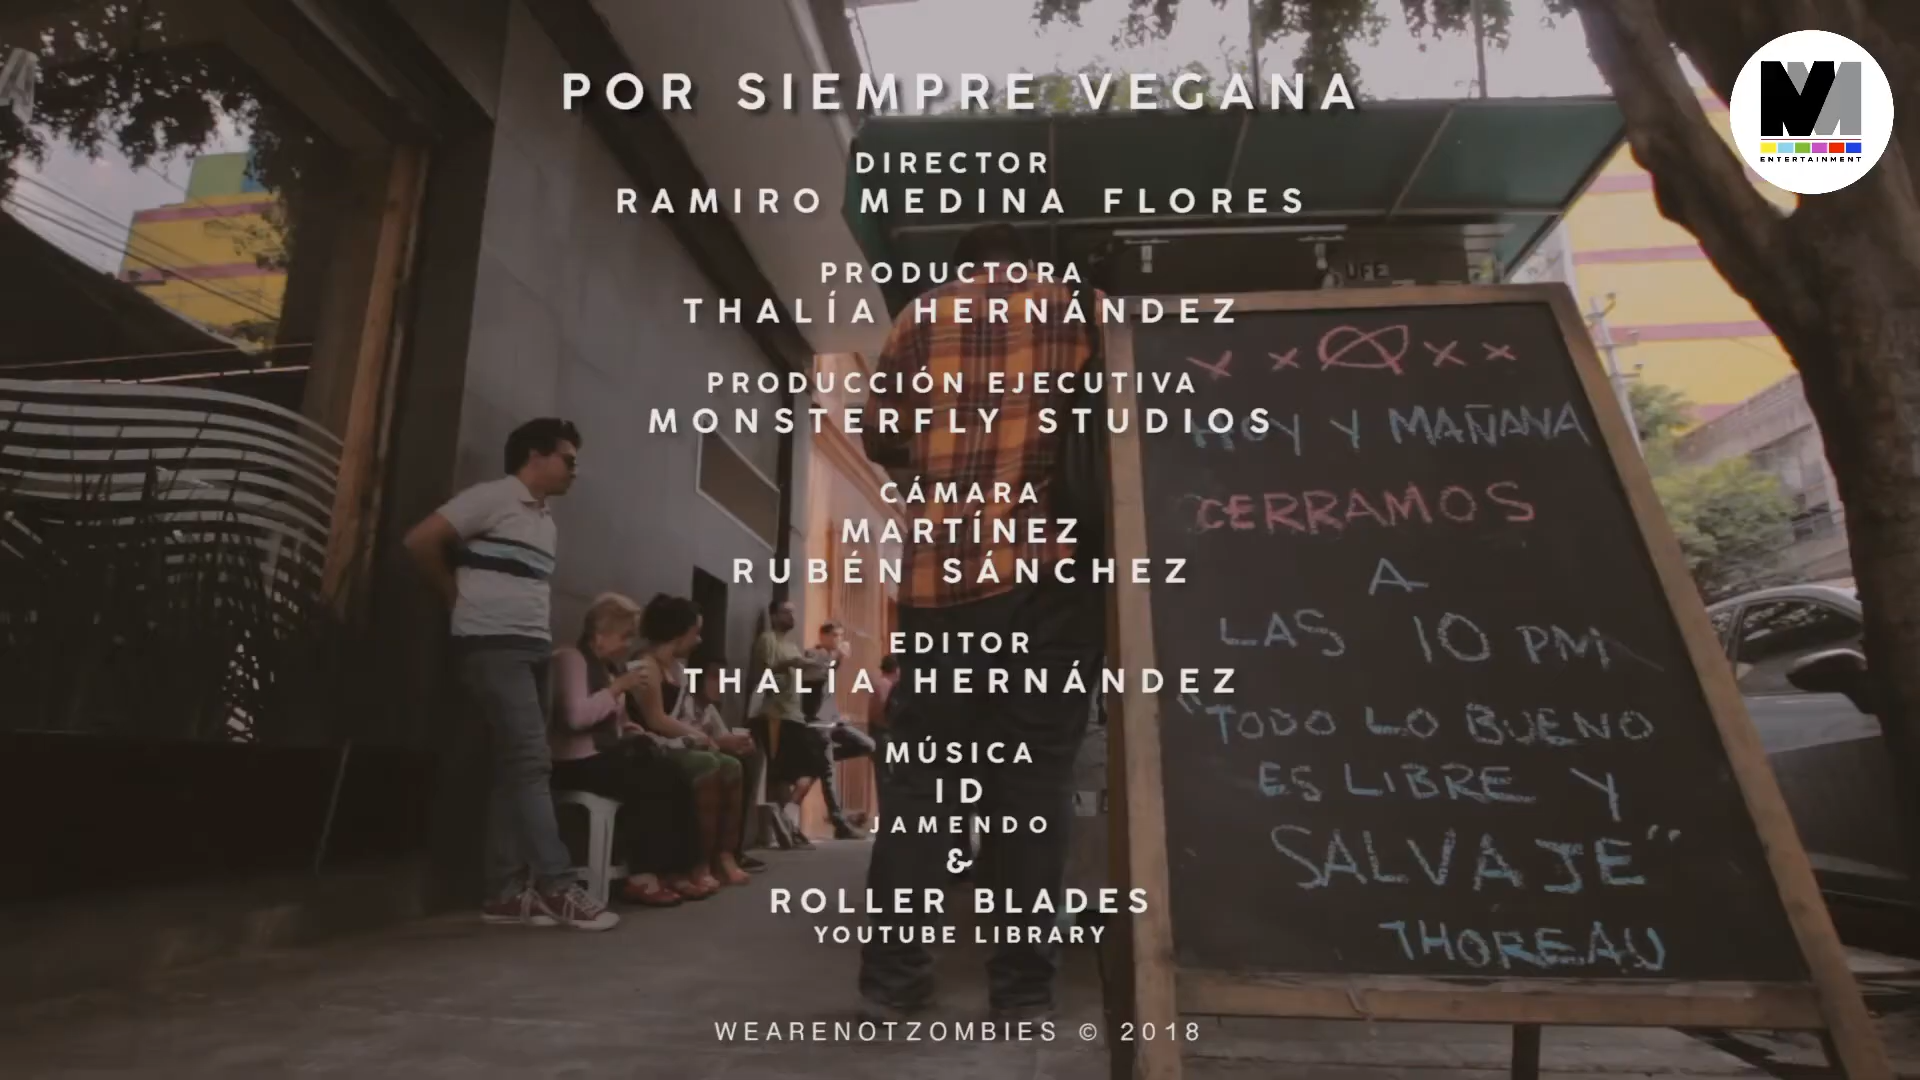 POR SIEMPRE VEGANA
DIRECTOR
RAMIRO MEDINA FLORES
PRODUCTORA
THALÍA HERNÁNDEZ
PRODUCCIÓN EJECUTIVA
MONSTERFLY STUDIOS
CÁMARA
MARTÍNEZ
RUBÉN SÁNCHEZ
EDITOR
THALÍA HERNÁNDEZ
MÚSICA
ID
JAMENDO
&
ROLLER BLADES
YOUTUBE LIBRARY
WEARENOTZOMBIES © 2018
ENTERTAINMENT
HOY Y MAÑANA
CERRAMOS
A
LAS 10 PM
"TODO LO BUENO
ES LIBRE Y
SALVAJE"
THOREAU